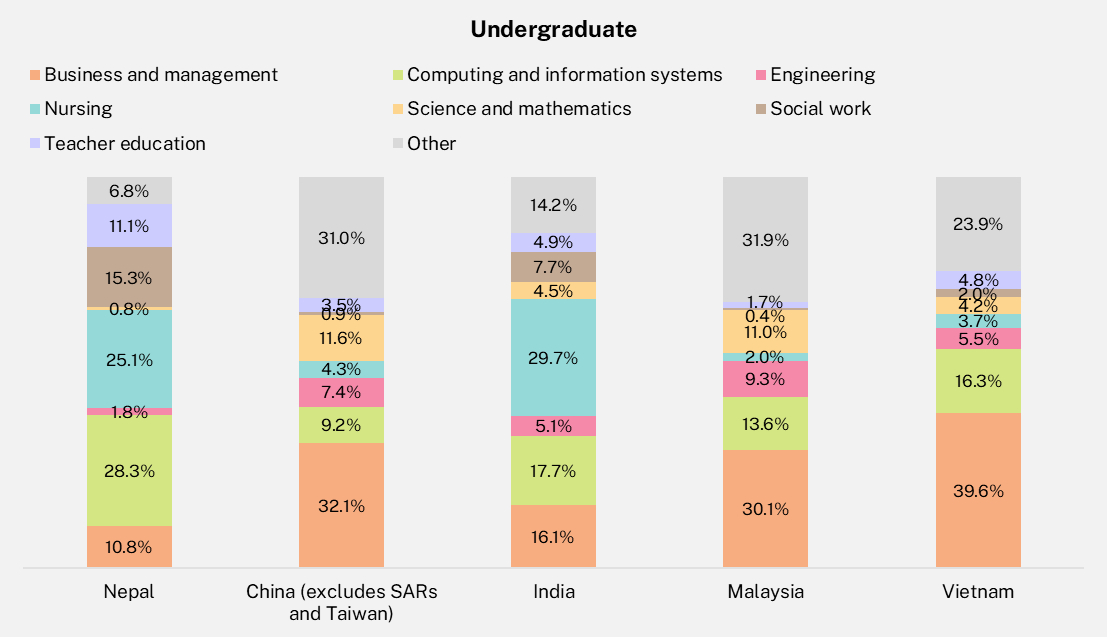 Undergraduate
Business and management
Computing and information systems
Engineering
Nursing
Science and mathematics
Social work
Teacher education
Other
6.8%
11.1%
15.3%
0.8%
25.1%
1.8%
28.3%
10.8%
31.0%
3.5%
0.9%
11.6%
4.3%
7.4%
9.2%
32.1%
14.2%
4.9%
7.7%
4.5%
29.7%
5.1%
17.7%
16.1%
31.9%
1.7%
0.4%
11.0%
2.0%
9.3%
13.6%
30.1%
23.9%
4.8%
2.0%
4.2%
3.7%
5.5%
16.3%
39.6%
Nepal
China (excludes SARs
and Taiwan)
India
Malaysia
Vietnam